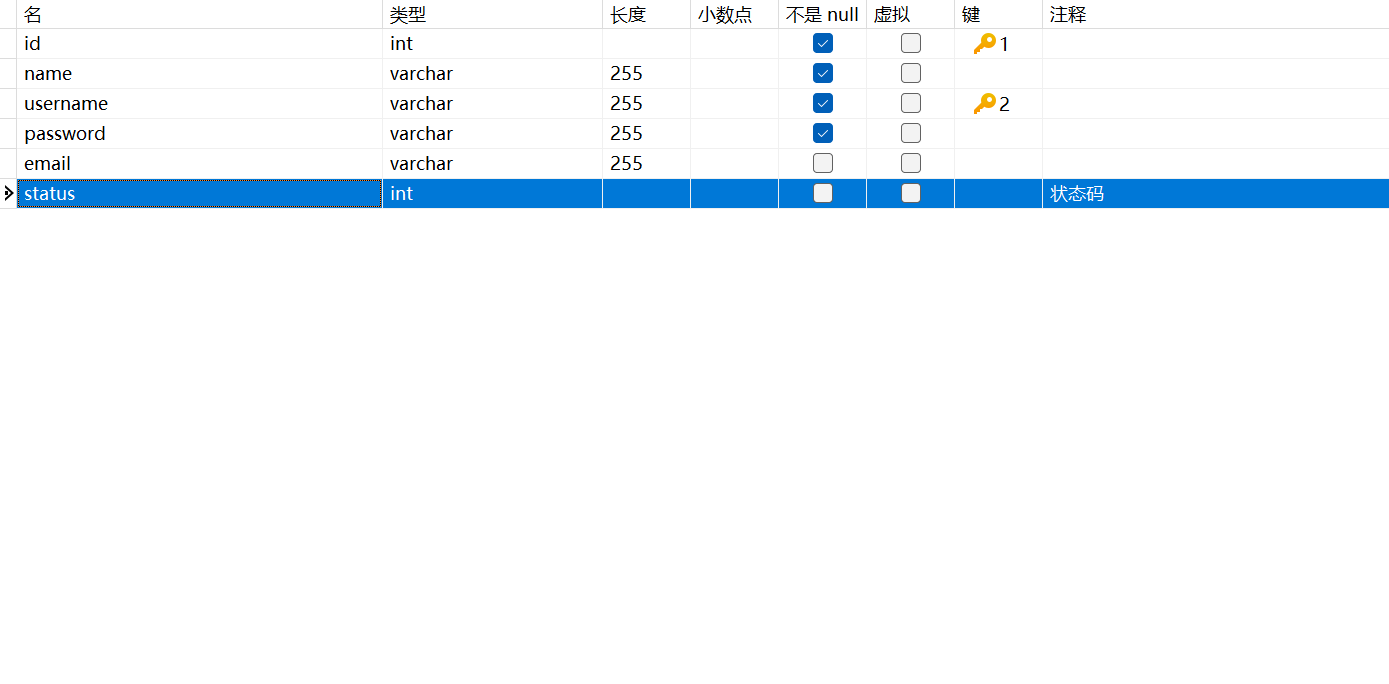 名 类型 长度 小数点 不是 null 虚拟 键 注释
id int 1
name varchar 255
username varchar 255 2
password varchar 255
email varchar 255
status int 状态码